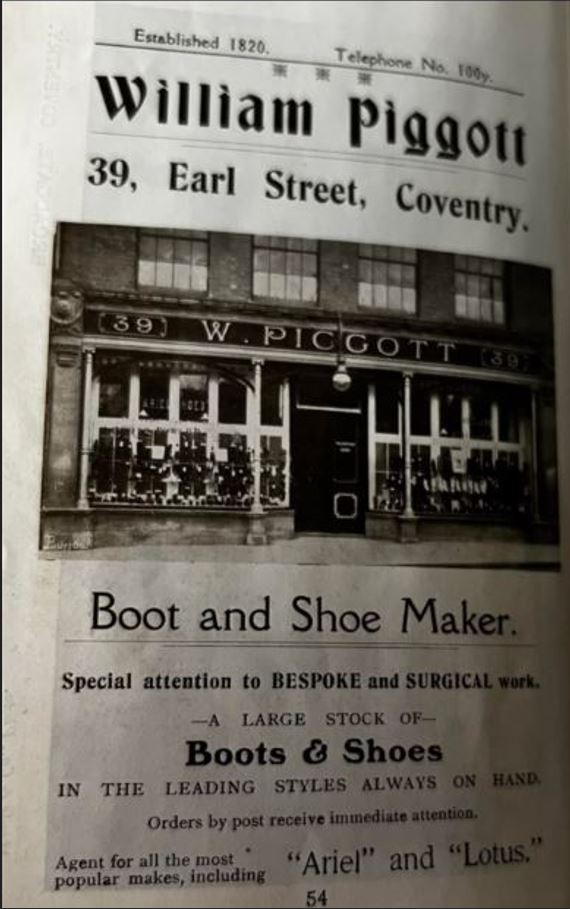 Established 1820.
Telephone No. 100y.
William Piggott
39, Earl Street, Coventry.
39 W. PIGGOTT 39
Boot and Shoe Maker.
Special attention to BESPOKE and SURGICAL work.
—A LARGE STOCK OF—
Boots & Shoes
IN THE LEADING STYLES ALWAYS ON HAND.
Orders by post receive immediate attention.
Agent for all the most
popular makes, including
"Ariel" and "Lotus."
54